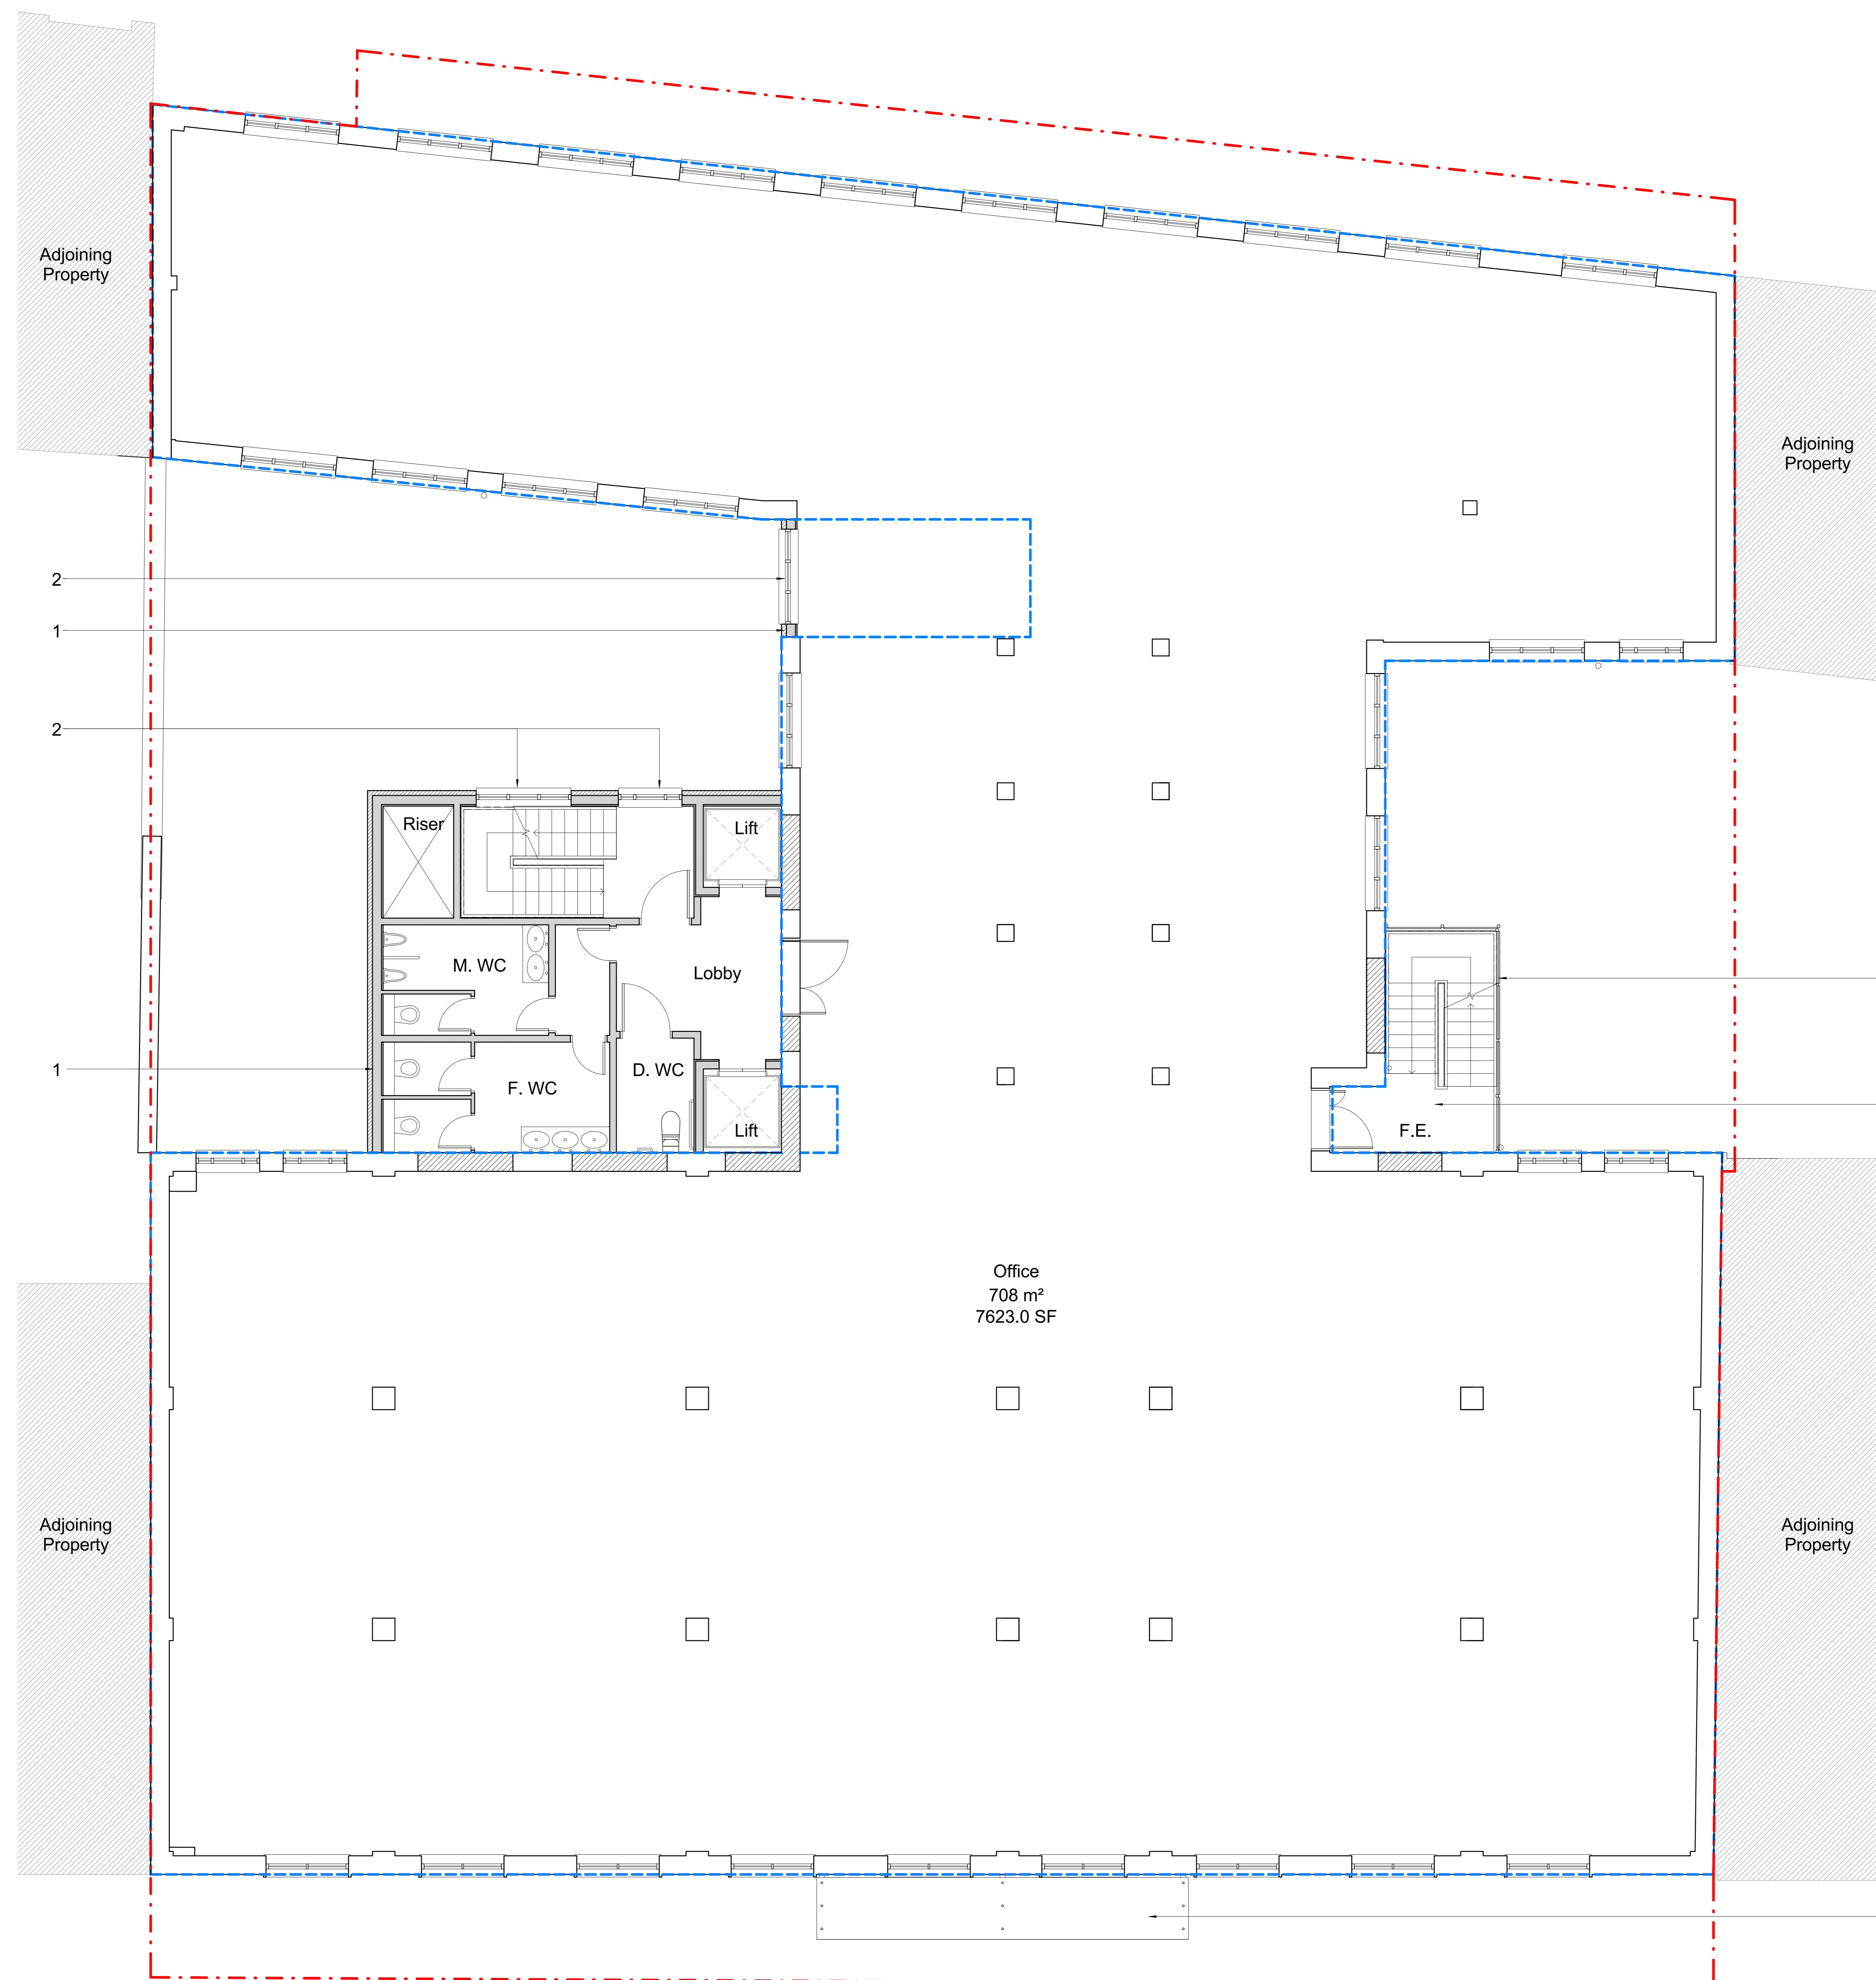 Adjoining
Property
Adjoining
Property
2
1
2
Riser
Lift
M. WC
Lobby
1
D. WC
F. WC
Lift
F.E.
Office
708 m²
7623.0 SF
Adjoining
Property
Adjoining
Property